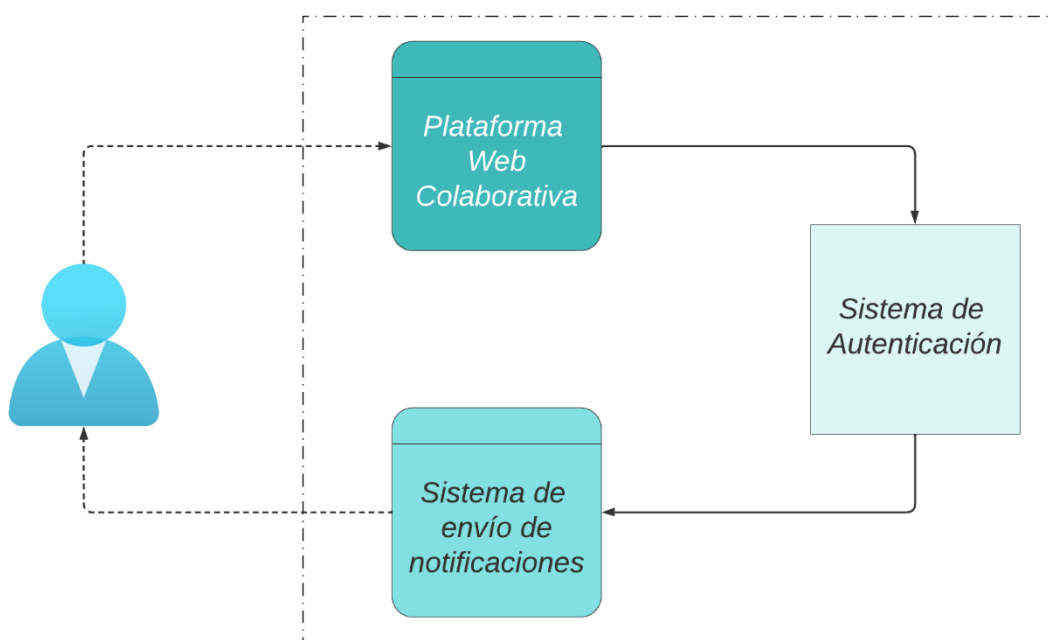 Plataforma
Web
Colaborativa
Sistema de
Autenticación
Sistema de
envío de
notificaciones